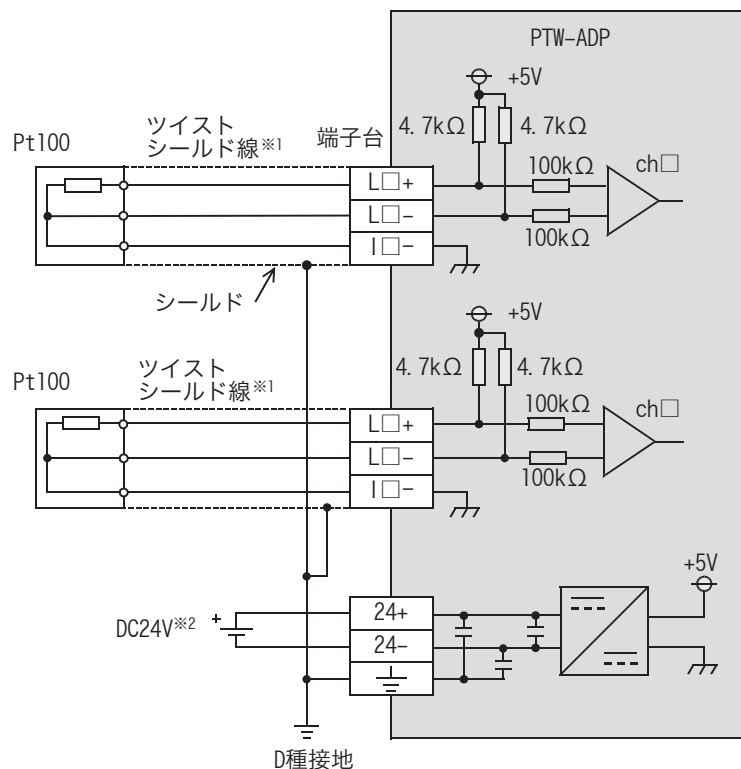 PTW-ADP
+5V
4.7kΩ
4.7kΩ
Pt100
ツイスト
シールド線※1
端子台
L□+
L□-
I□-
100kΩ
100kΩ
ch□
シールド
+5V
4.7kΩ
4.7kΩ
Pt100
ツイスト
シールド線※1
L□+
L□-
I□-
100kΩ
100kΩ
ch□
+5V
DC24V※2
+
24+
24-
D種接地